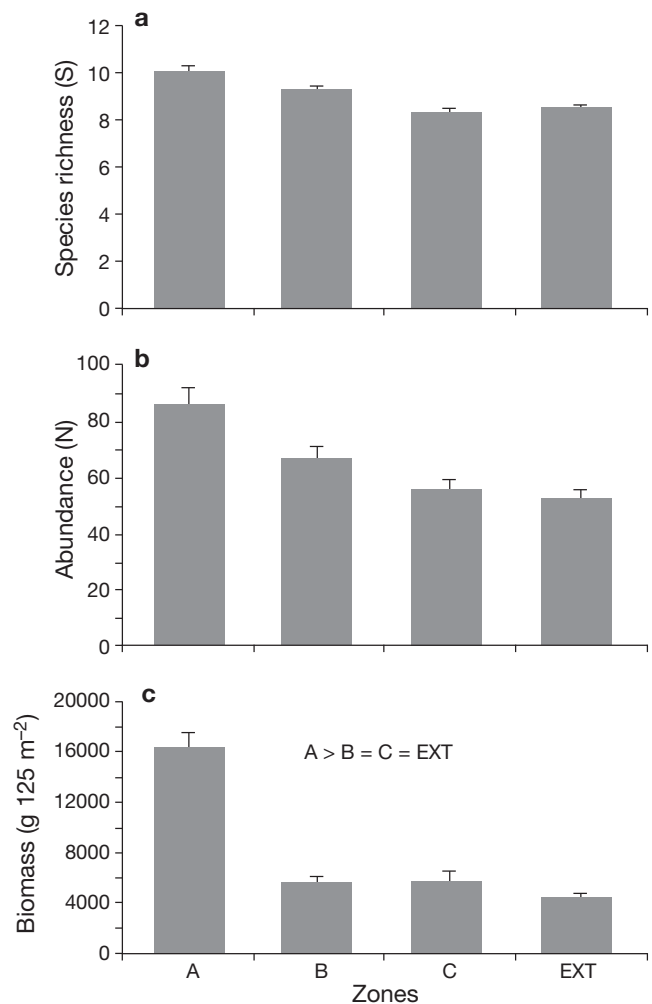 a
Species richness (S)
12
10
8
6
4
2
0
b
Abundance (N)
100
80
60
40
20
0
c
Biomass (g 125 m⁻²)
20000
16000
12000
8000
4000
0
A > B = C = EXT
A B C EXT
Zones